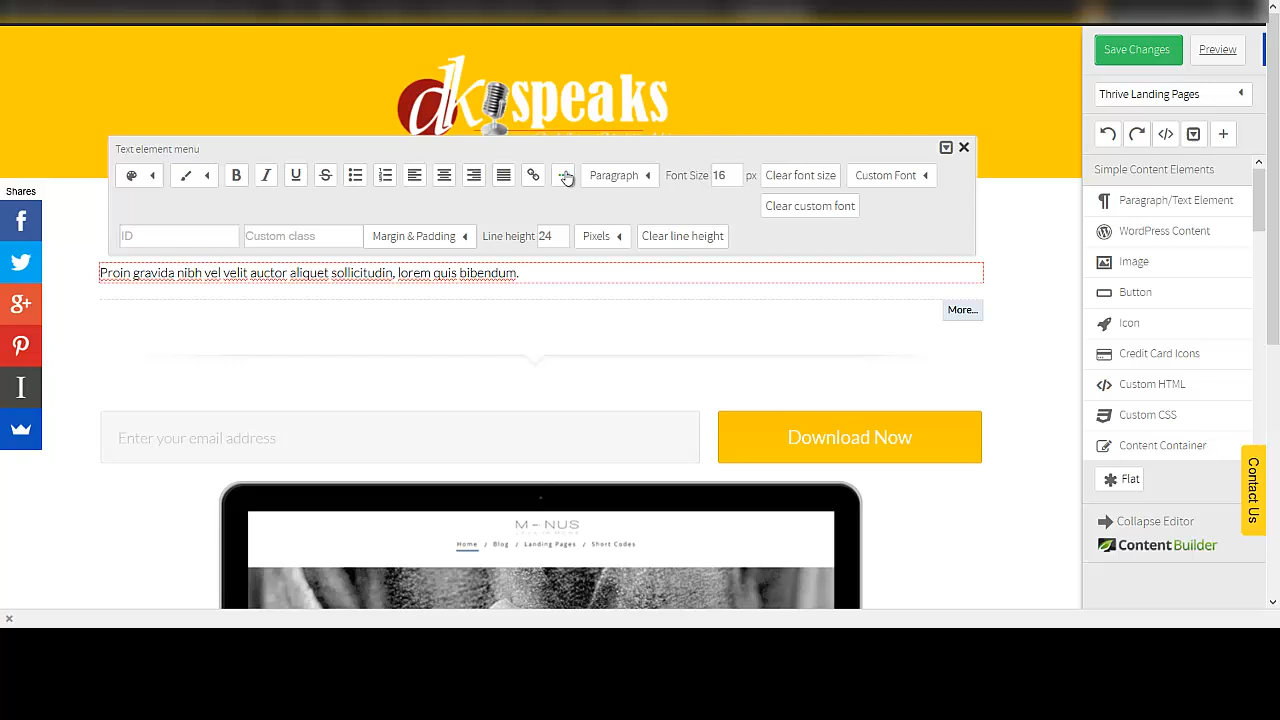 Save Changes
Preview
dk speaks
Thrive Landing Pages
Text element menu
B I U S
Paragraph
Font Size 16 px
Clear font size
Custom Font
Clear custom font
ID
Custom class
Margin & Padding
Line height 24
Pixels
Clear line height
Simple Content Elements
Paragraph/Text Element
WordPress Content
Image
Button
Icon
Credit Card Icons
Custom HTML
Custom CSS
Content Container
Flat
Collapse Editor
Content Builder
Contact Us
Shares
Proin gravida nibh vel velit auctor aliquet sollicitudin, lorem quis bibendum.
More...
Enter your email address
Download Now
M-NUS
Home / Blog / Landing Pages / Short Codes